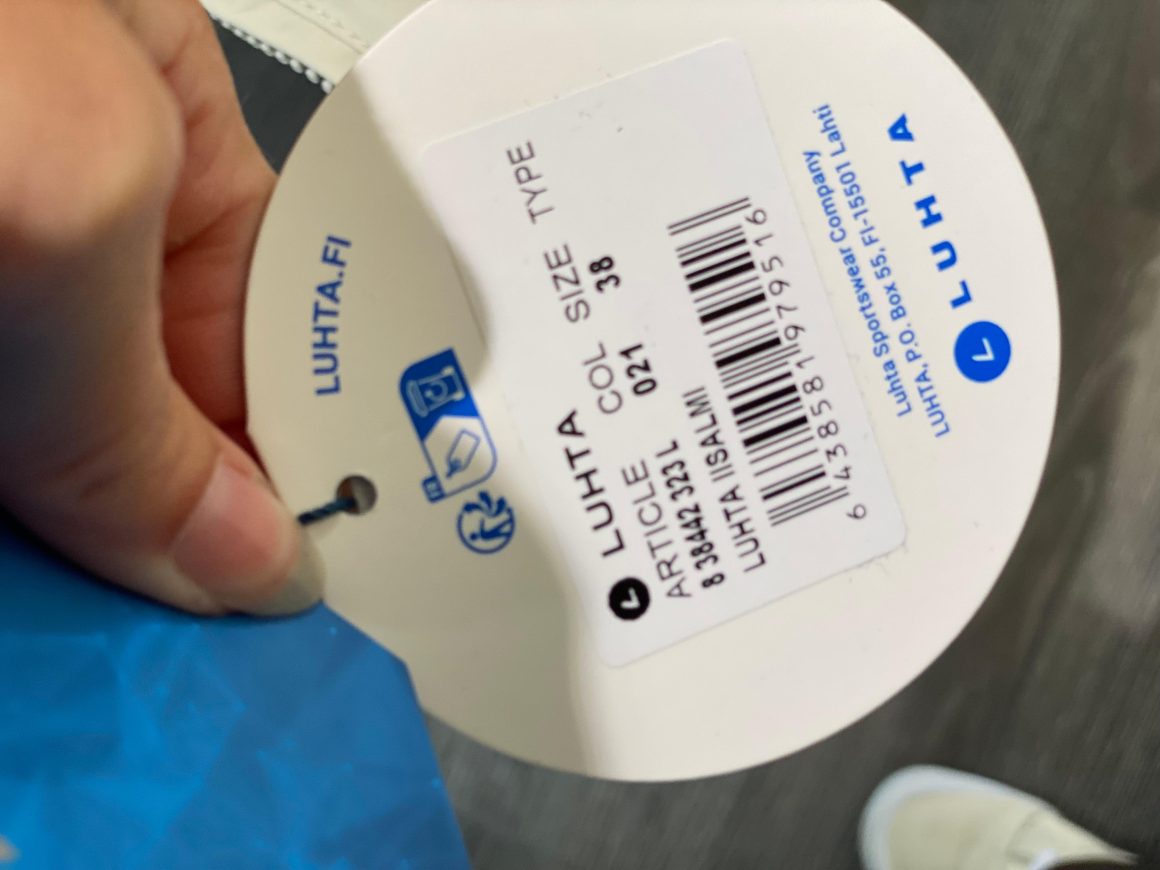 LUHTA.FI
FR
LUHTA
ARTICLE COL SIZE TYPE
8 38442 323 L 021 38
LUHTA IISALMI
6 438581 979516
Luhta Sportswear Company
LUHTA, P.O. Box 55, FI-15501 Lahti
L LUHTA